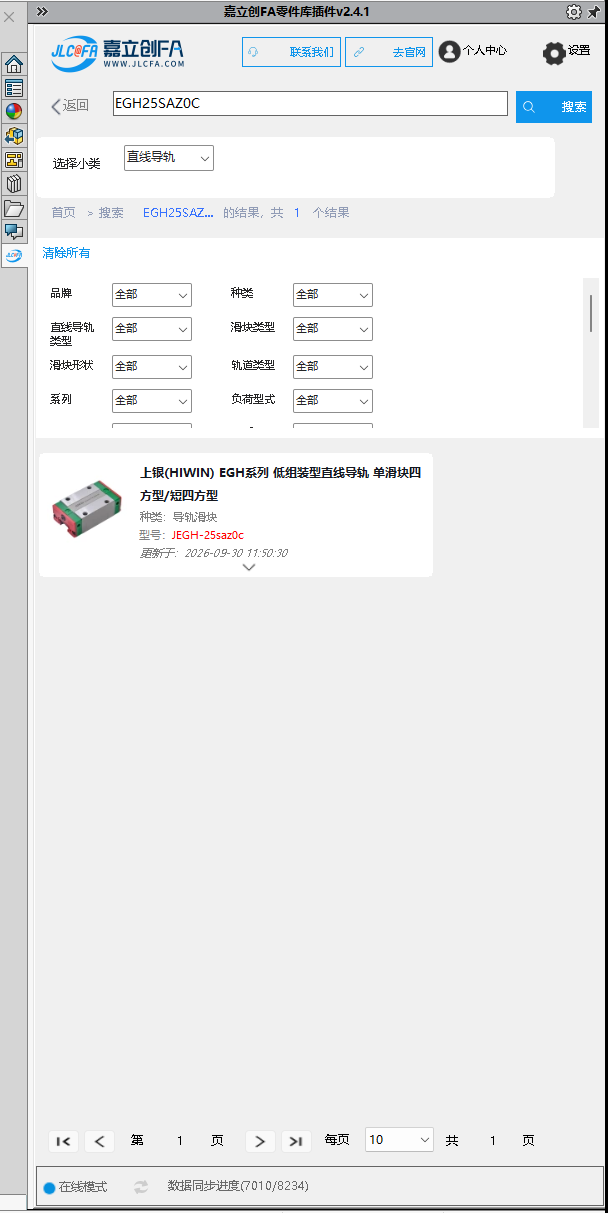 嘉立创FA零件库插件v2.4.1
JLC@FA 嘉立创FA
WWW.JLCFA.COM
联系我们
去官网
个人中心
设置
返回
EGH25SAZ0C
搜索
选择小类
直线导轨
首页 > 搜索 EGH25SAZ... 的结果，共 1 个结果
清除所有
品牌 全部 种类 全部
直线导轨类型 全部 滑块类型 全部
滑块形状 全部 轨道类型 全部
系列 全部 负荷型式 全部
上银(HIWIN) EGH系列 低组装型直线导轨 单滑块四
方型/短四方型
种类：导轨滑块
型号：JEGH-25saz0c
更新于：2026-09-30 11:50:30
第 1 页 每页 10 共 1 页
在线模式 数据同步进度(7010/8234)
JLCFA